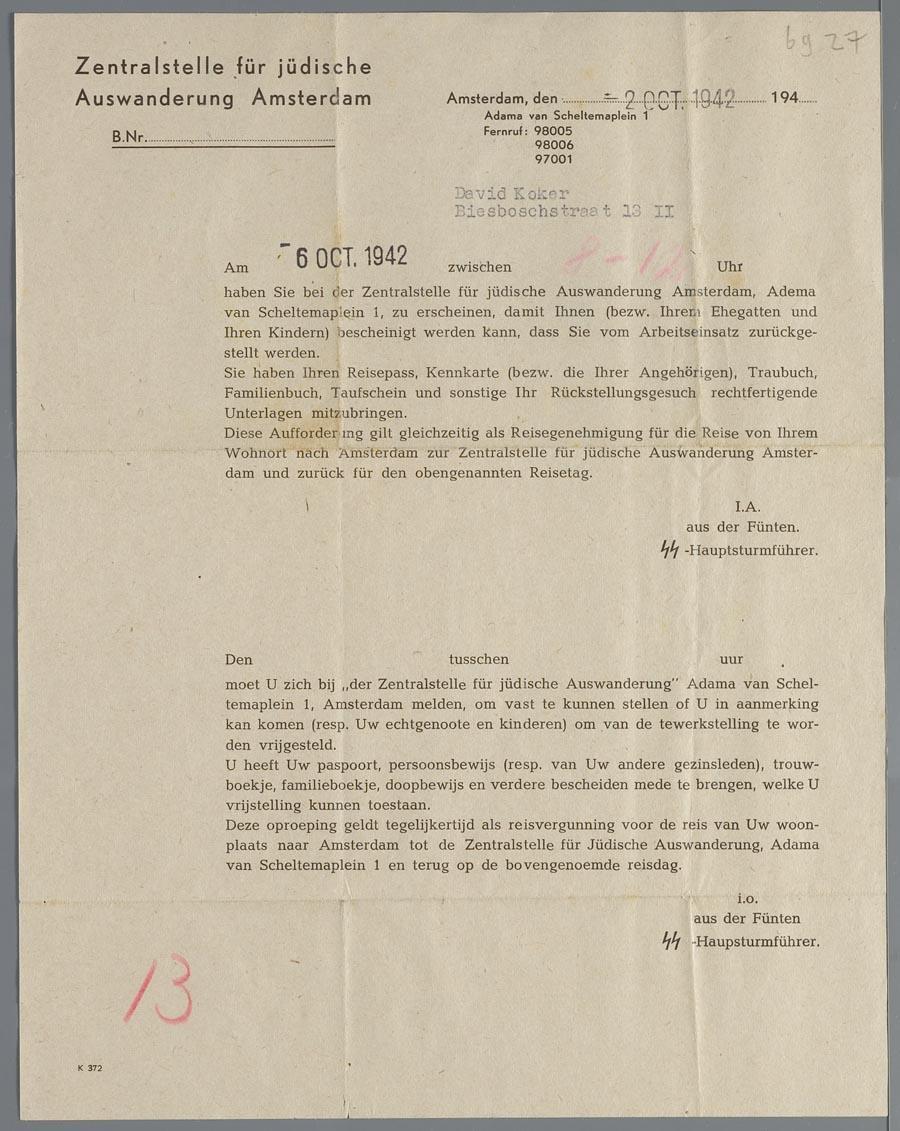 bg 27
Zentralstelle für jüdische
Auswanderung Amsterdam
B.Nr.
Amsterdam, den - 2 OCT. 1942 194
Adama van Scheltemaplein 1
Fernruf: 98005
98006
97001
David Koker
Biesboschstraat 13 II
Am - 6 OCT. 1942 zwischen 8-12 Uhr
haben Sie bei der Zentralstelle für jüdische Auswanderung Amsterdam, Adema
van Scheltemaplein 1, zu erscheinen, damit Ihnen (bezw. Ihrem Ehegatten und
Ihren Kindern) bescheinigt werden kann, dass Sie vom Arbeitseinsatz zurückge-
stellt werden.
Sie haben Ihren Reisepass, Kennkarte (bezw. die Ihrer Angehörigen), Traubuch,
Familienbuch, Taufschein und sonstige Ihr Rückstellungsgesuch rechtfertigende
Unterlagen mitzubringen.
Diese Aufforderung gilt gleichzeitig als Reisegenehmigung für die Reise von Ihrem
Wohnort nach Amsterdam zur Zentralstelle für jüdische Auswanderung Amster-
dam und zurück für den obengenannten Reisetag.
I.A.
aus der Fünten.
SS -Hauptsturmführer.
Den tusschen uur .
moet U zich bij „der Zentralstelle für jüdische Auswanderung" Adama van Schel-
temaplein 1, Amsterdam melden, om vast te kunnen stellen of U in aanmerking
kan komen (resp. Uw echtgenoote en kinderen) om van de tewerkstelling te wor-
den vrijgesteld.
U heeft Uw paspoort, persoonsbewijs (resp. van Uw andere gezinsleden), trouw-
boekje, familieboekje, doopbewijs en verdere bescheiden mede te brengen, welke U
vrijstelling kunnen toestaan.
Deze oproeping geldt tegelijkertijd als reisvergunning voor de reis van Uw woon-
plaats naar Amsterdam tot de Zentralstelle für Jüdische Auswanderung, Adama
van Scheltemaplein 1 en terug op de bovengenoemde reisdag.
i.o.
aus der Fünten
SS -Haupsturmführer.
13
K 372